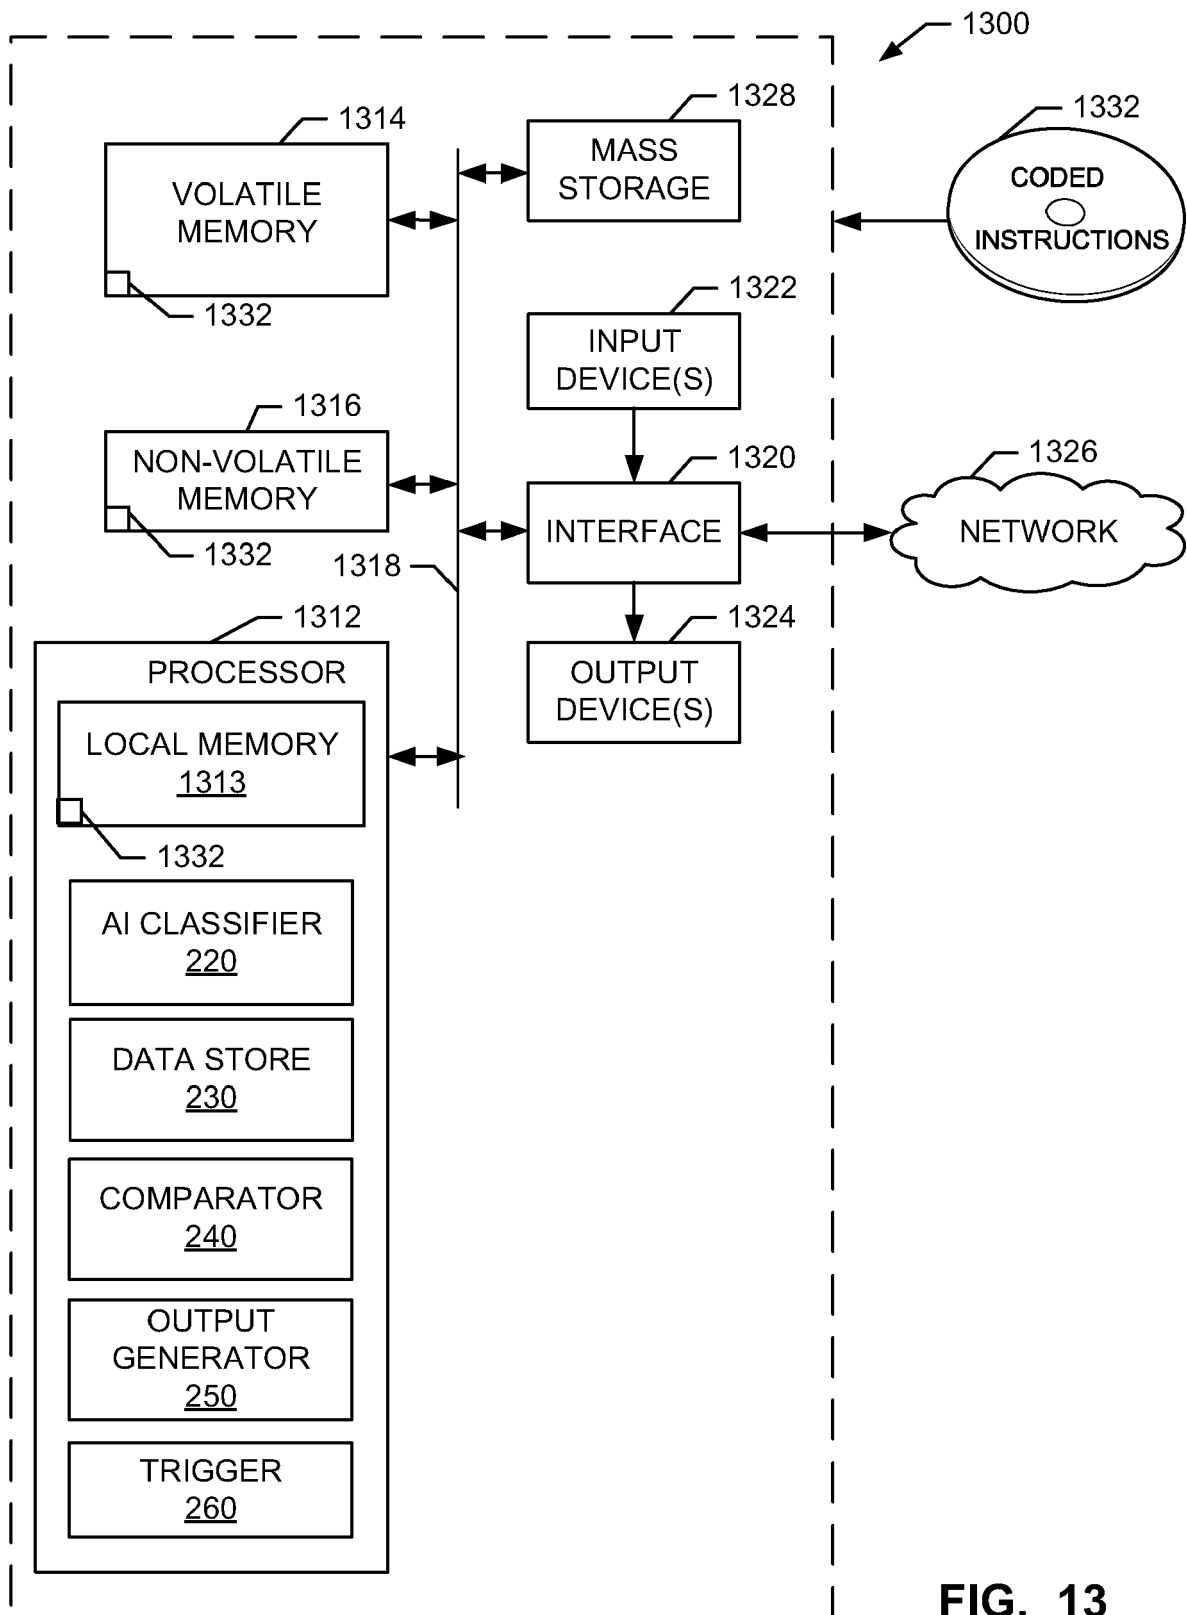 1300
1314
VOLATILE
MEMORY
1332
1328
MASS
STORAGE
1332
CODED
INSTRUCTIONS
1322
INPUT
DEVICE(S)
1316
NON-VOLATILE
MEMORY
1332
1318
1320
INTERFACE
1326
NETWORK
1324
OUTPUT
DEVICE(S)
1312
PROCESSOR
LOCAL MEMORY
1313
1332
AI CLASSIFIER
220
DATA STORE
230
COMPARATOR
240
OUTPUT
GENERATOR
250
TRIGGER
260
FIG. 13